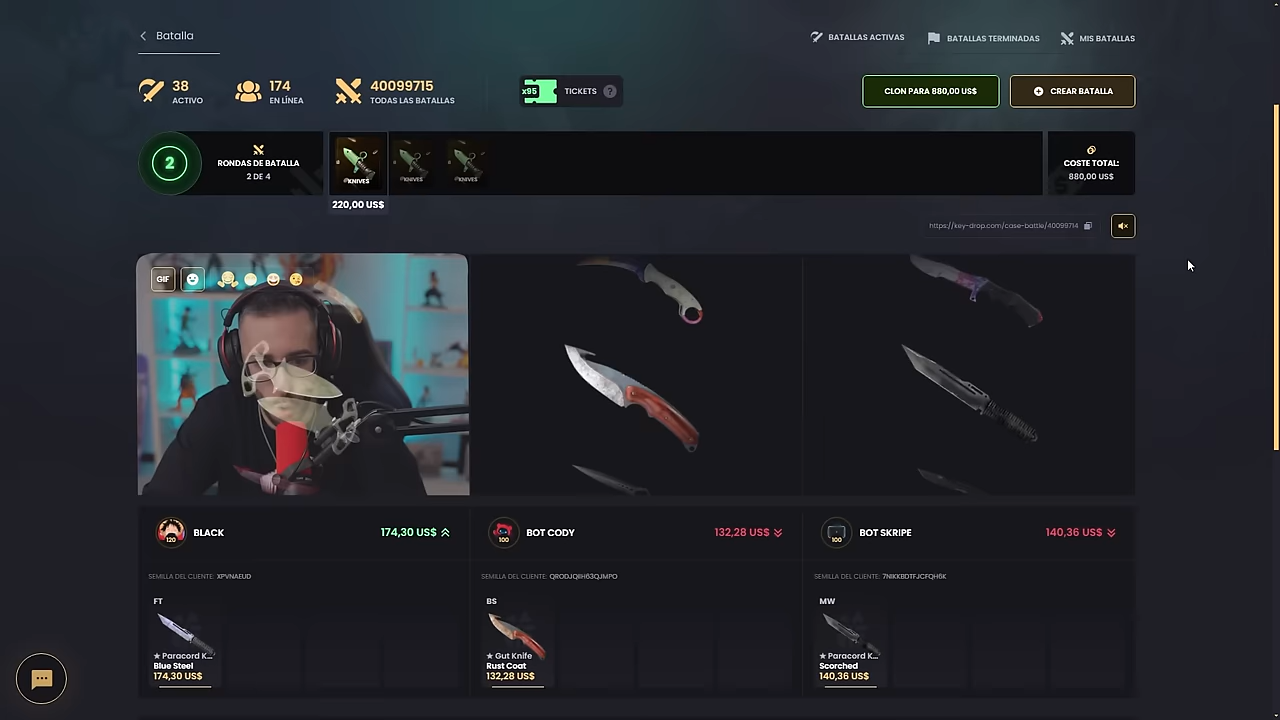 Batalla
BATALLAS ACTIVAS
BATALLAS TERMINADAS
MIS BATALLAS
38
ACTIVO
174
EN LÍNEA
40099715
TODAS LAS BATALLAS
x95
TICKETS
?
CLON PARA 880,00 US$
CREAR BATALLA
2
RONDAS DE BATALLA
2 DE 4
KNIVES
KNIVES
KNIVES
COSTE TOTAL:
880,00 US$
220,00 US$
https://key-drop.com/case-battle/40099714
GIF
120
BLACK
174,30 US$
100
BOT CODY
132,28 US$
100
BOT SKRIPE
140,36 US$
SEMILLA DEL CLIENTE: XPVNAEUD
SEMILLA DEL CLIENTE: QRODJQIIH63QJMPO
SEMILLA DEL CLIENTE: 7NIKKBDTFJCFQH6K
FT
★ Paracord K...
Blue Steel
174,30 US$
BS
★ Gut Knife
Rust Coat
132,28 US$
MW
★ Paracord K...
Scorched
140,36 US$